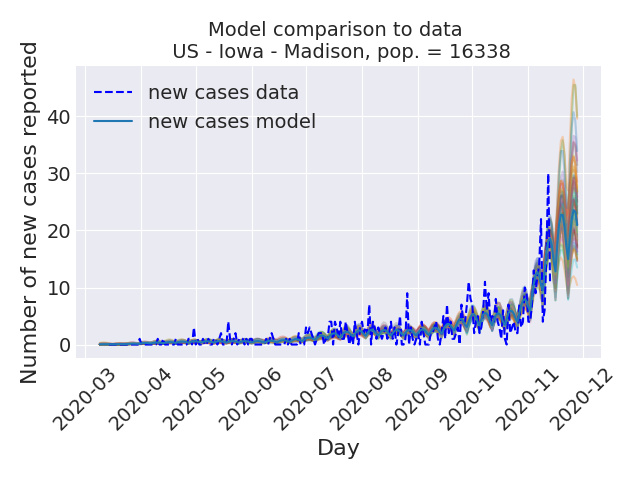 Model comparison to data
US - Iowa - Madison, pop. = 16338
Number of new cases reported
new cases data
new cases model
40
30
20
10
0
2020-03
2020-04
2020-05
2020-06
2020-07
2020-08
2020-09
2020-10
2020-11
2020-12
Day